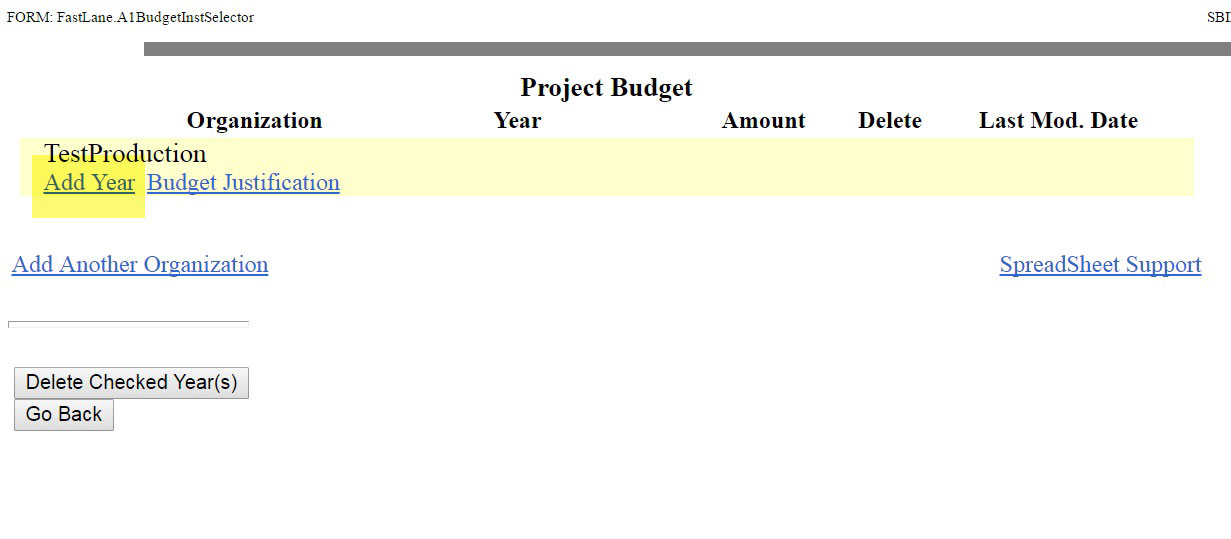 FORM: FastLane.A1BudgetInstSelector
Project Budget
Organization Year Amount Delete Last Mod. Date
TestProduction
Add Year Budget Justification
Add Another Organization SpreadSheet Support
Delete Checked Year(s)
Go Back